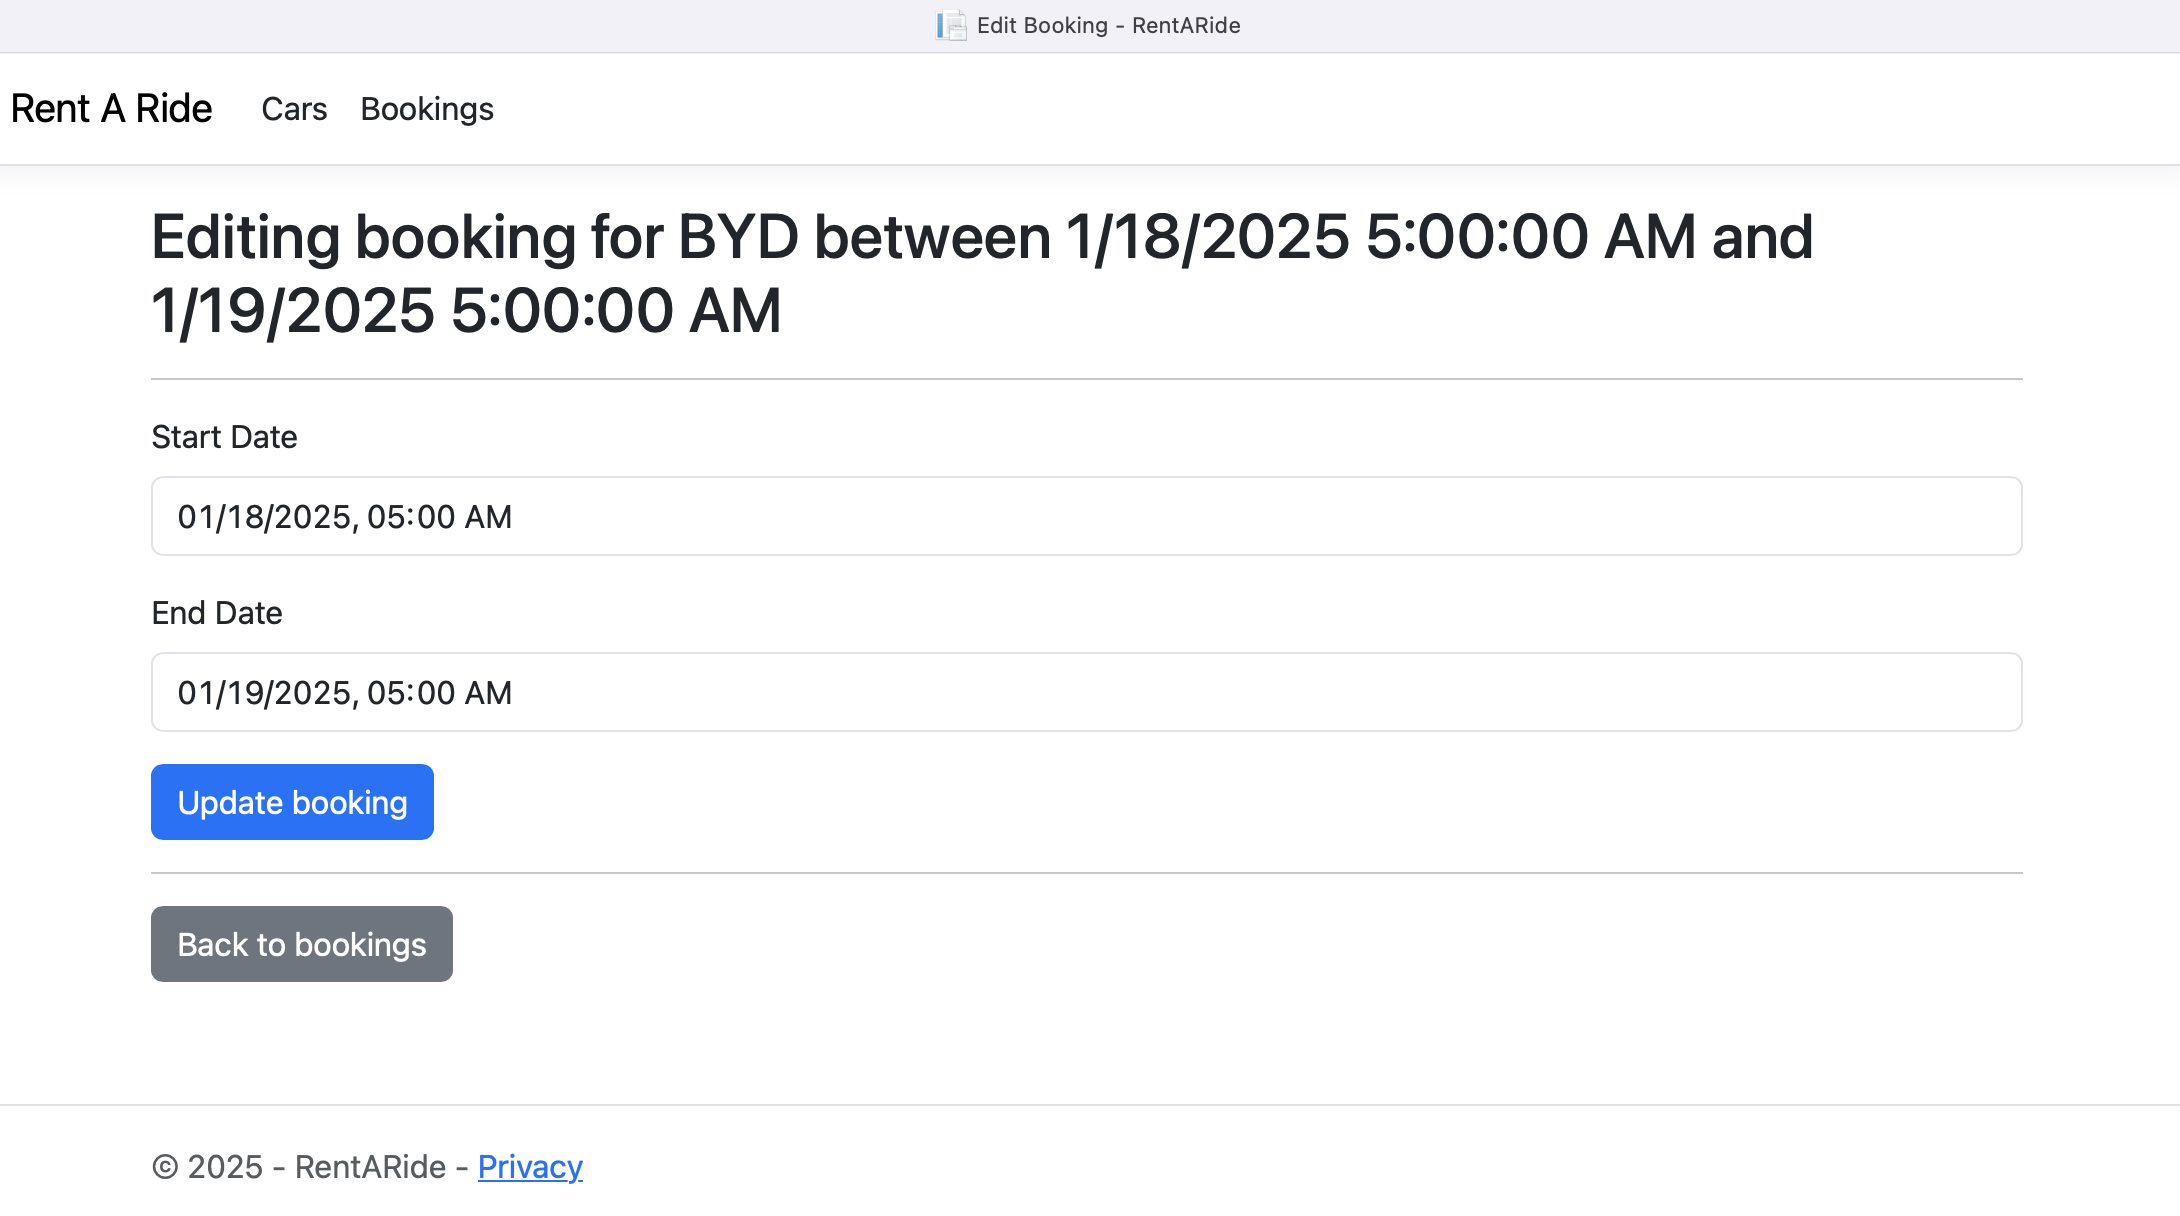 Edit Booking - RentARide
Rent A Ride Cars Bookings
Editing booking for BYD between 1/18/2025 5:00:00 AM and
1/19/2025 5:00:00 AM
Start Date
01/18/2025, 05:00 AM
End Date
01/19/2025, 05:00 AM
Update booking
Back to bookings
© 2025 - RentARide - Privacy